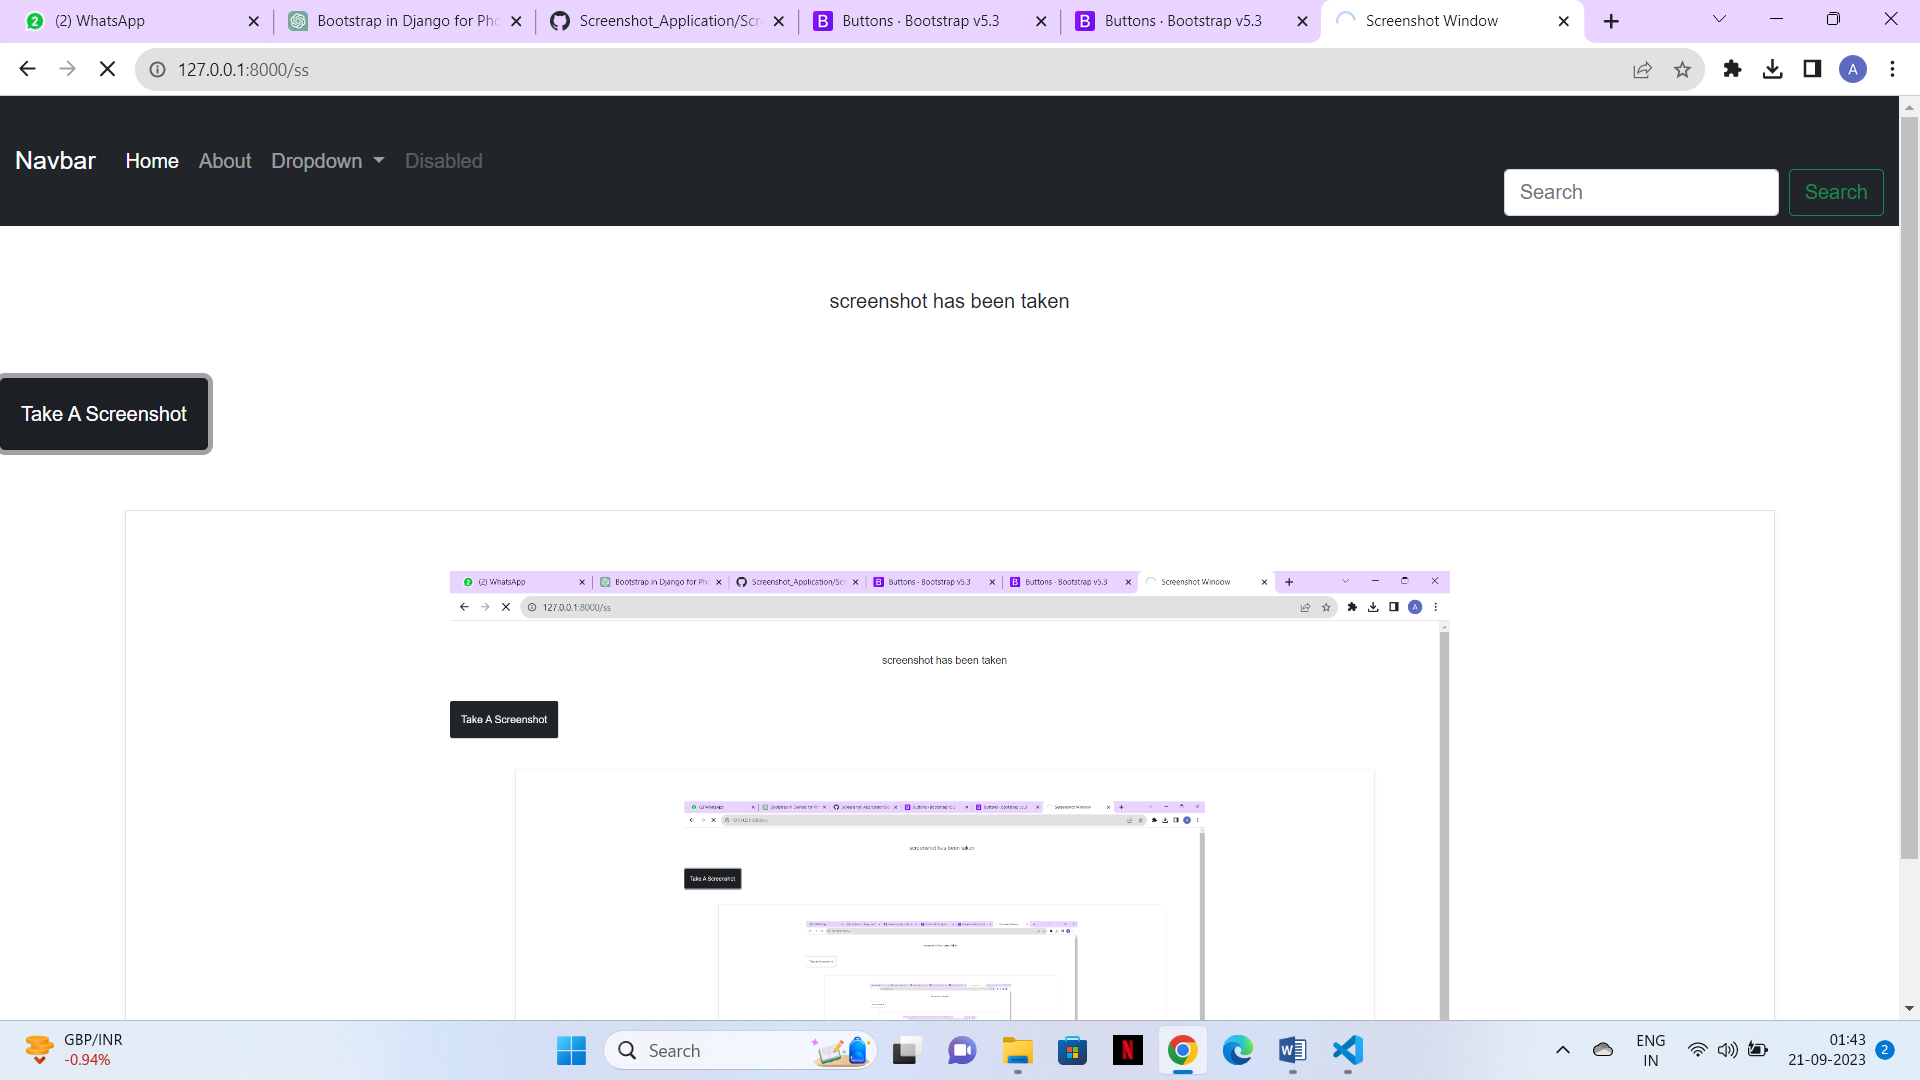 (2) WhatsApp
Bootstrap in Django for Pho
Screenshot_Application/Scr
Buttons · Bootstrap v5.3
Buttons · Bootstrap v5.3
Screenshot Window
127.0.0.1:8000/ss
A
Navbar Home About Dropdown Disabled
Search Search
screenshot has been taken
Take A Screenshot
(2) WhatsApp
Bootstrap in Django for Pho
Screenshot_Application/Scr
Buttons · Bootstrap v5.3
Buttons · Bootstrap v5.3
Screenshot Window
127.0.0.1:8000/ss
A
screenshot has been taken
Take A Screenshot
screenshot has been taken
Take A Screenshot
GBP/INR
-0.94%
Search
ENG
IN
01:43
21-09-2023
2